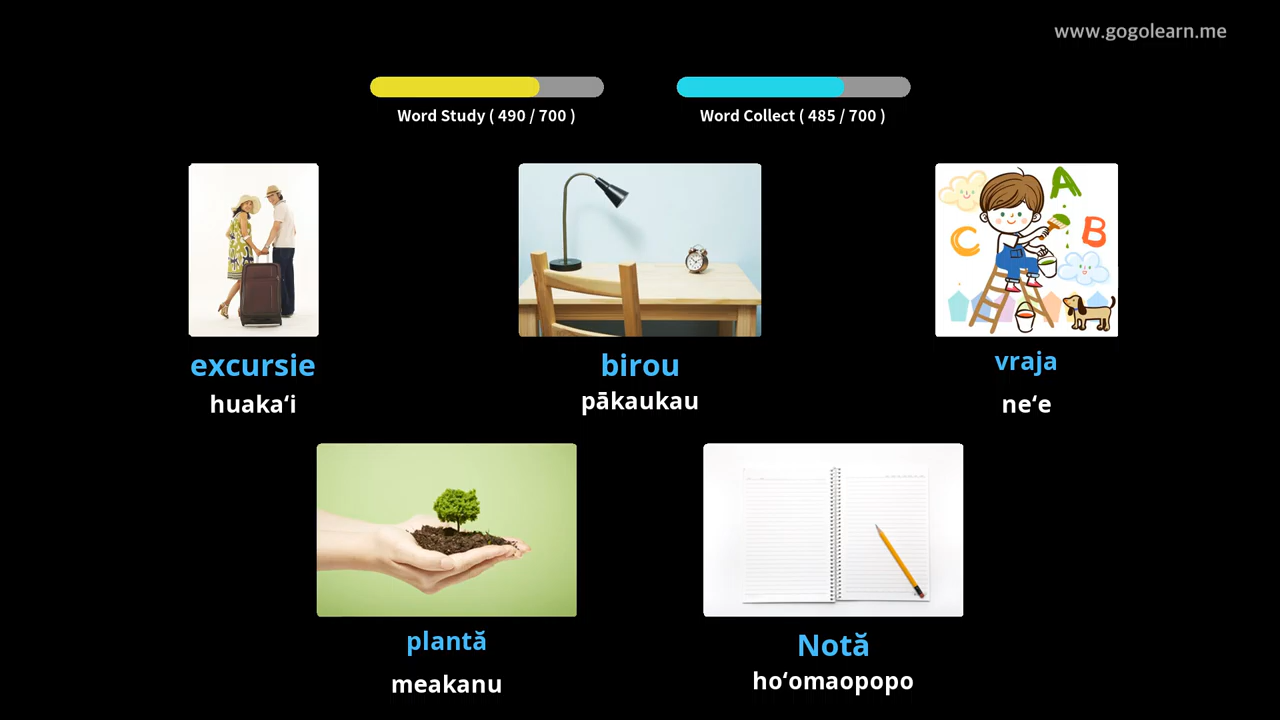 www.gogolearn.me
Word Study ( 490 / 700 )
Word Collect ( 485 / 700 )
excursie
birou
vraja
huakaʻi
pākaukau
neʻe
plantă
Notă
meakanu
hoʻomaopopo
A
B
C